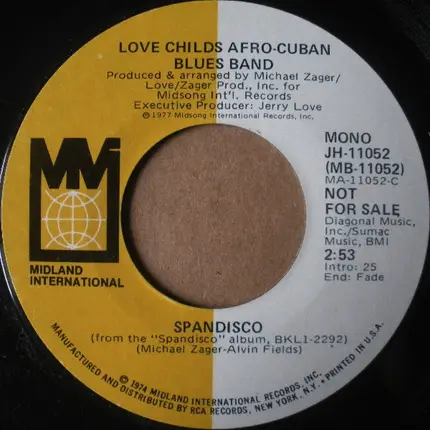 LOVE CHILDS AFRO-CUBAN
BLUES BAND
Produced & arranged by Michael Zager/
Love/Zager Prod., Inc. for
Midsong Int'l. Records
Executive Producer: Jerry Love
℗ 1977 Midsong International Records, Inc.
MONO
JH-11052
(MB-11052)
MA-11052-C
NOT
FOR SALE
Diagonal Music,
Inc./Sumac
Music, BMI
2:53
Intro: 25
End: Fade
MIDLAND
INTERNATIONAL
SPANDISCO
(from the "Spandisco" album, BKL1-2292)
(Michael Zager-Alvin Fields)
© 1974 MIDLAND INTERNATIONAL RECORDS, INC.
MANUFACTURED AND DISTRIBUTED BY RCA RECORDS, NEW YORK, N.Y. • PRINTED IN U.S.A.